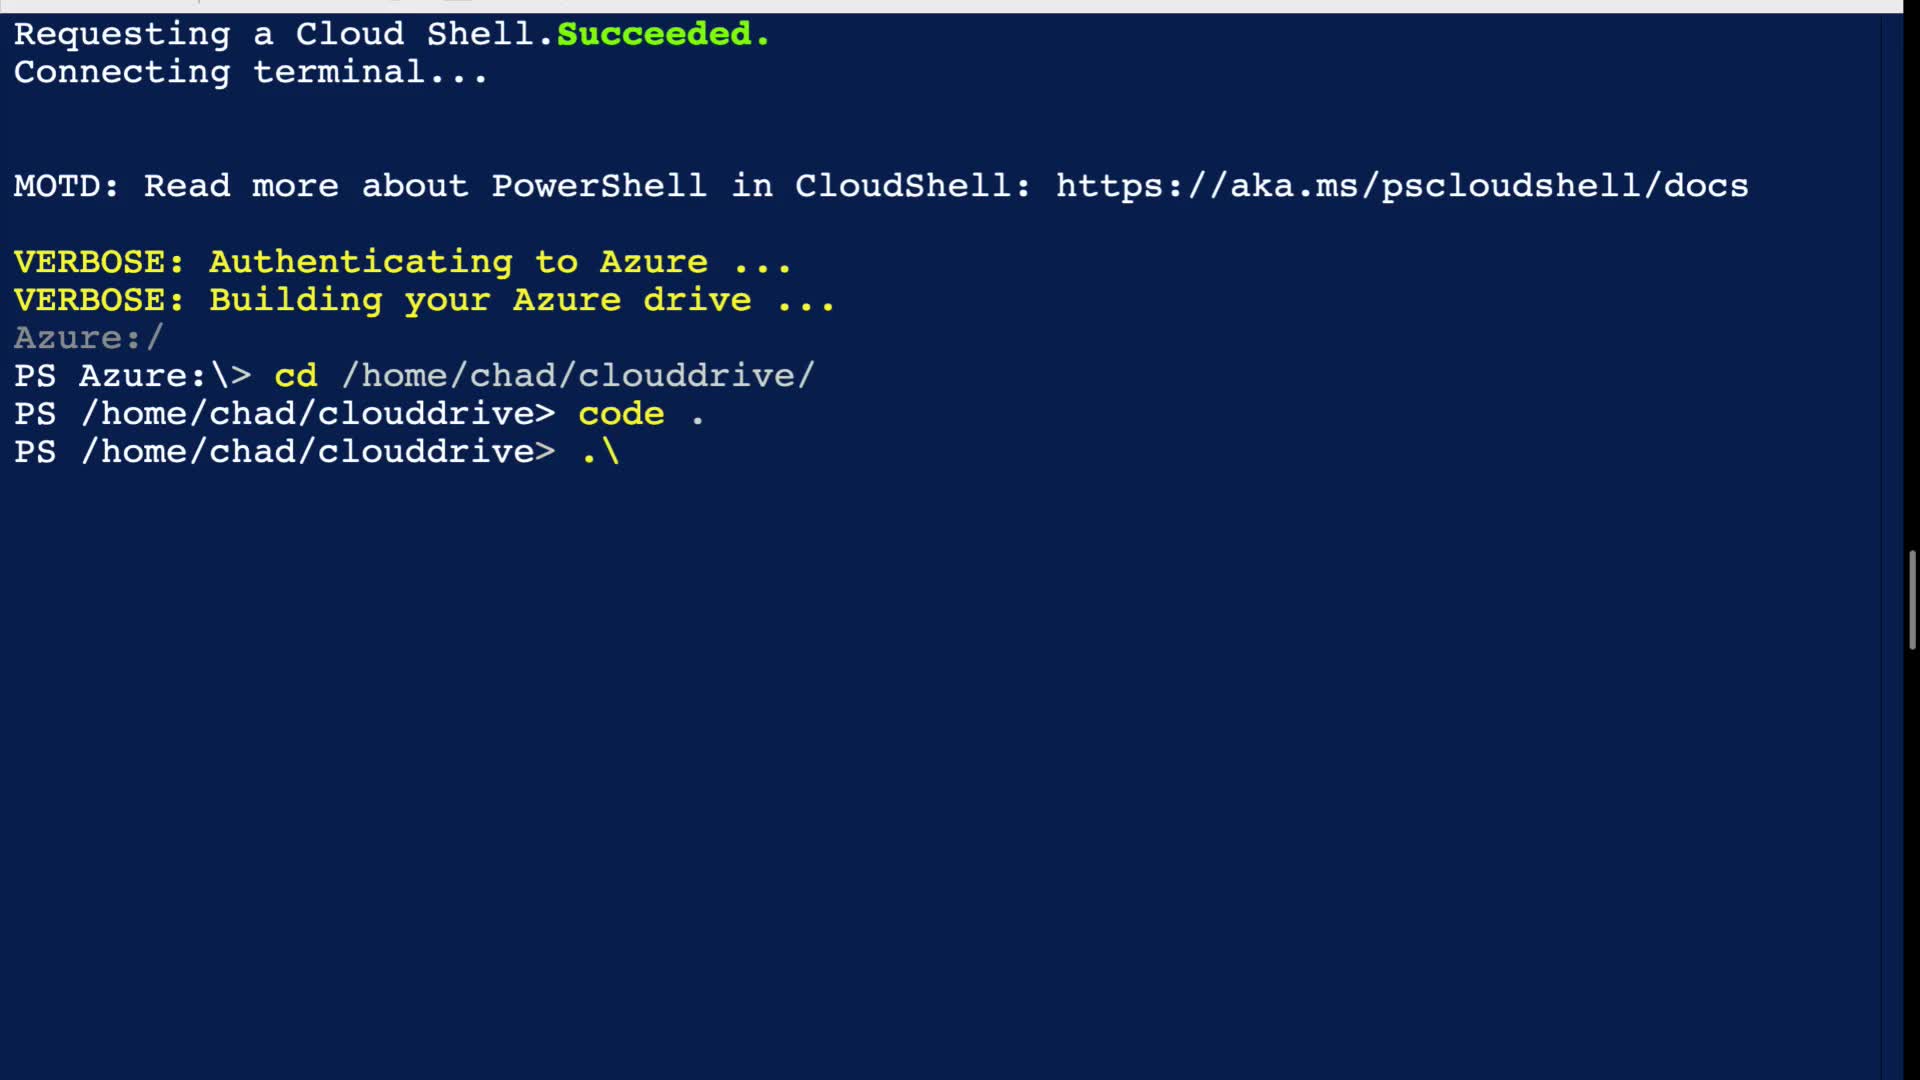 Requesting a Cloud Shell.Succeeded.
Connecting terminal...
MOTD: Read more about PowerShell in CloudShell: https://aka.ms/pscloudshell/docs
VERBOSE: Authenticating to Azure ...
VERBOSE: Building your Azure drive ...
Azure:/
PS Azure:\> cd /home/chad/clouddrive/
PS /home/chad/clouddrive> code .
PS /home/chad/clouddrive> .\